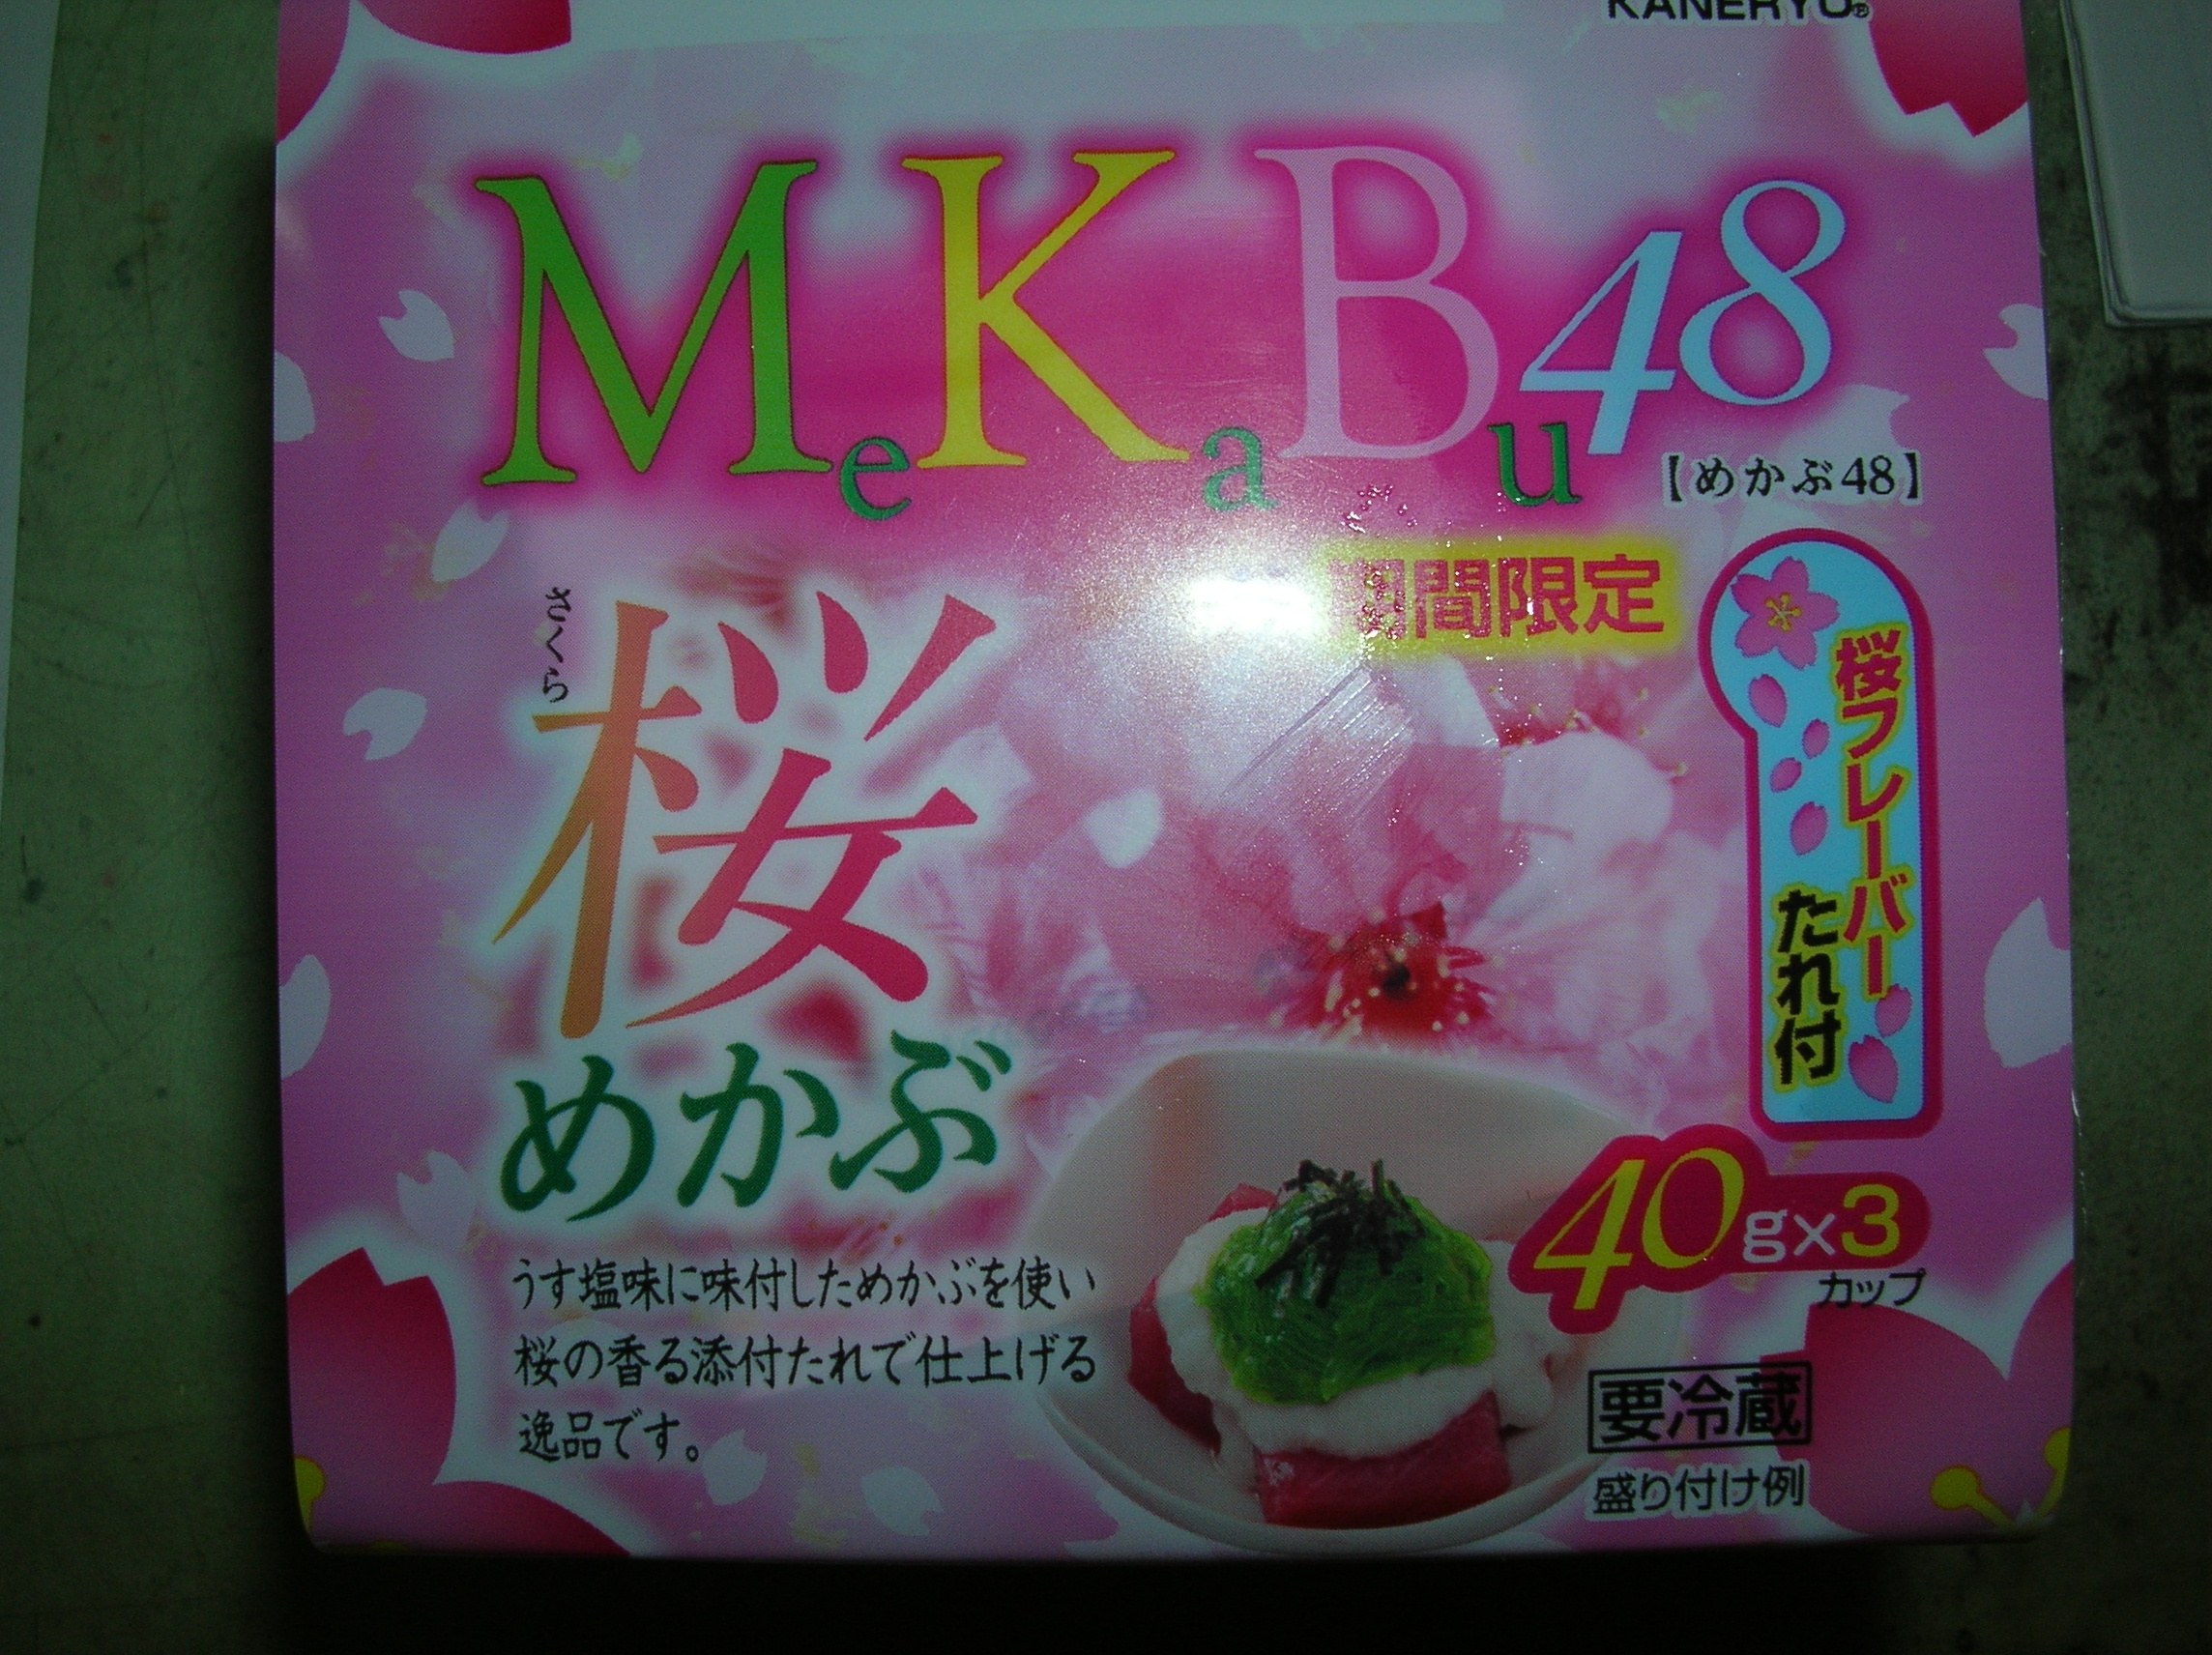 KANERYO®
MeKaBu48
【めかぶ48】
期間限定
さくら
桜
めかぶ
桜フレーバー
たれ付
うす塩味に味付しためかぶを使い
桜の香る添付たれで仕上げる
逸品です。
40g×3
カップ
要冷蔵
盛り付け例